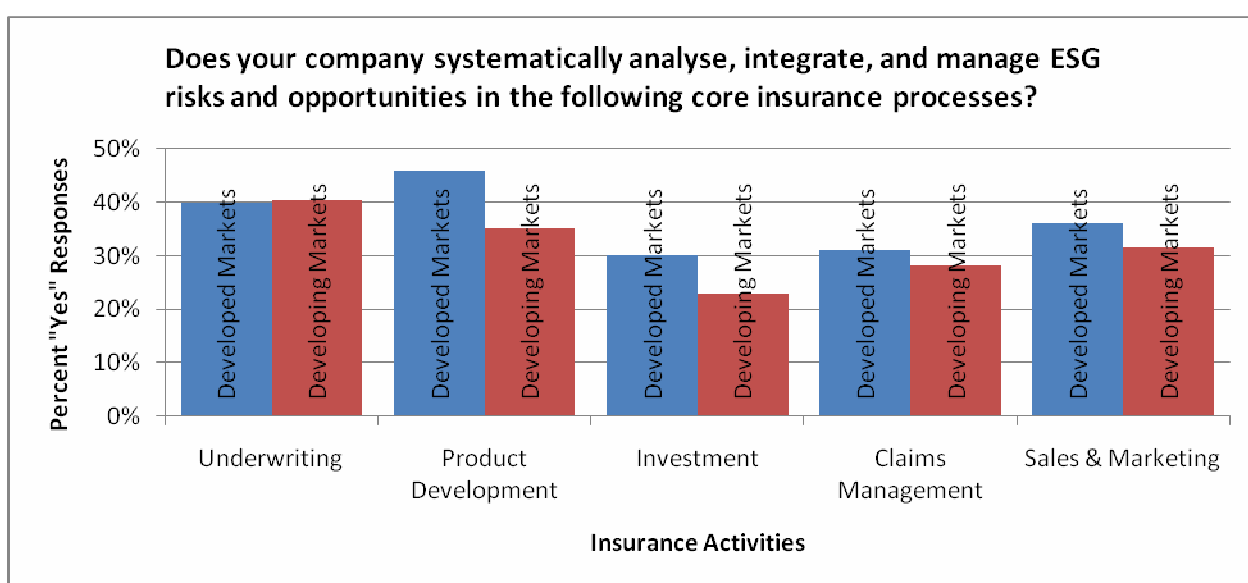 Does your company systematically analyse, integrate, and manage ESG
risks and opportunities in the following core insurance processes?
Percent "Yes" Responses
50%
40%
30%
20%
10%
0%
Developed Markets
Developing Markets
Developed Markets
Developing Markets
Developed Markets
Developing Markets
Developed Markets
Developing Markets
Developed Markets
Developing Markets
Underwriting
Product
Development
Investment
Claims
Management
Sales & Marketing
Insurance Activities